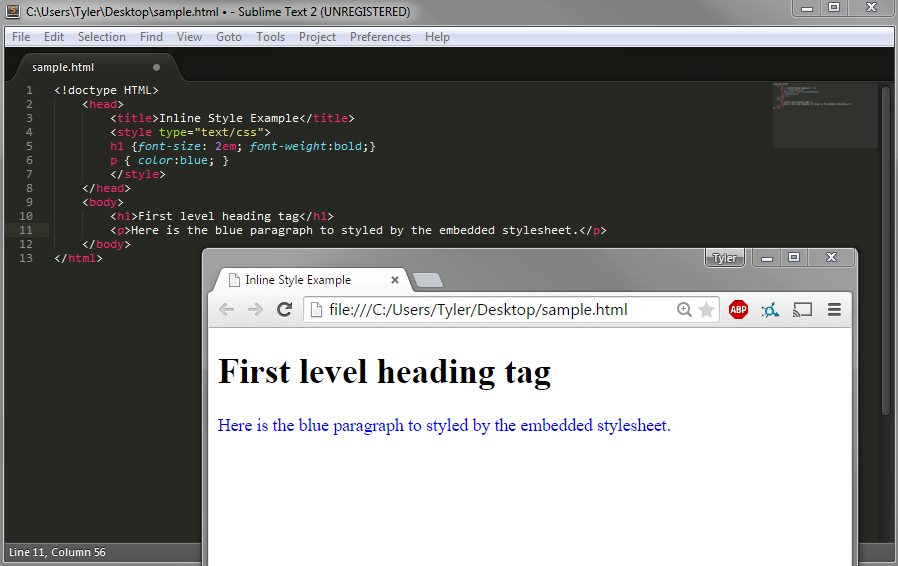 C:\Users\Tyler\Desktop\sample.html • - Sublime Text 2 (UNREGISTERED)
File Edit Selection Find View Goto Tools Project Preferences Help
sample.html
1 <!doctype HTML>
2 <head>
3 <title>Inline Style Example</title>
4 <style type="text/css">
5 h1 {font-size: 2em; font-weight:bold;}
6 p { color:blue; }
7 </style>
8 </head>
9 <body>
10 <h1>First level heading tag</h1>
11 <p>Here is the blue paragraph to styled by the embedded stylesheet.</p>
12 </body>
13 </html>
Tyler
Inline Style Example
file:///C:/Users/Tyler/Desktop/sample.html
ABP
First level heading tag
Here is the blue paragraph to styled by the embedded stylesheet.
Line 11, Column 56